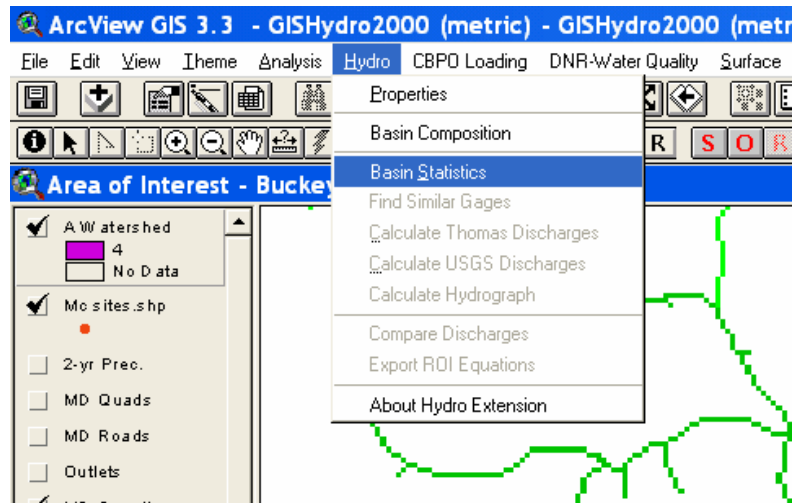 ArcView GIS 3.3 - GISHydro2000 (metric) - GISHydro2000 (metr
File Edit View Theme Analysis Hydro CBPO Loading DNR-Water Quality Surface
Properties
Basin Composition
R S O R
Basin Statistics
Area of Interest - Buckey
Find Similar Gages
A Watershed
4
No Data
Calculate Thomas Discharges
Calculate USGS Discharges
Calculate Hydrograph
Mc sites.shp
Compare Discharges
2-yr Prec.
Export ROI Equations
MD Quads
About Hydro Extension
MD Roads
Outlets